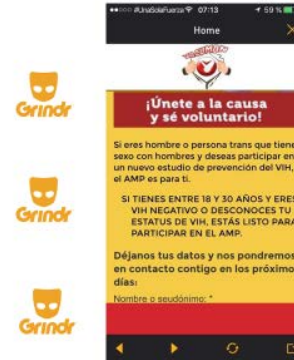 Grindr
Grindr
Grindr
#UnaSolaFuerza 07:13 59 %
Home
¡Únete a la causa
y sé voluntario!
Si eres hombre o persona trans que tiene
sexo con hombres y deseas participar en
un nuevo estudio de prevención del VIH,
el AMP es para ti.
SI TIENES ENTRE 18 Y 30 AÑOS Y ERES
VIH NEGATIVO O DESCONOCES TU
ESTATUS DE VIH, ESTÁS LISTO PARA
PARTICIPAR EN EL AMP.
Déjanos tus datos y nos pondremos
en contacto contigo en los próximos
días:
Nombre o seudónimo: *